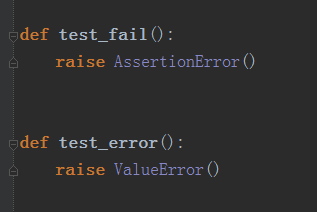 def test_fail():
    raise AssertionError()
def test_error():
    raise ValueError()